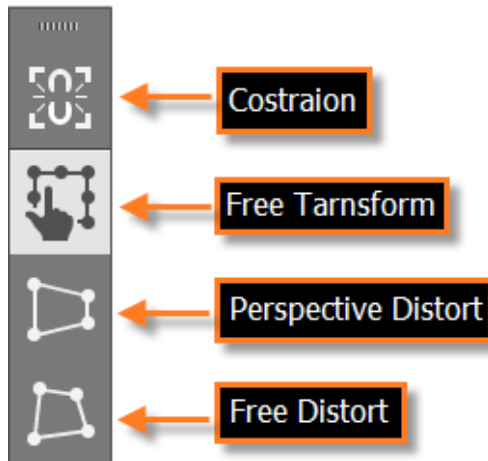 Costraion
Free Tarnsform
Perspective Distort
Free Distort